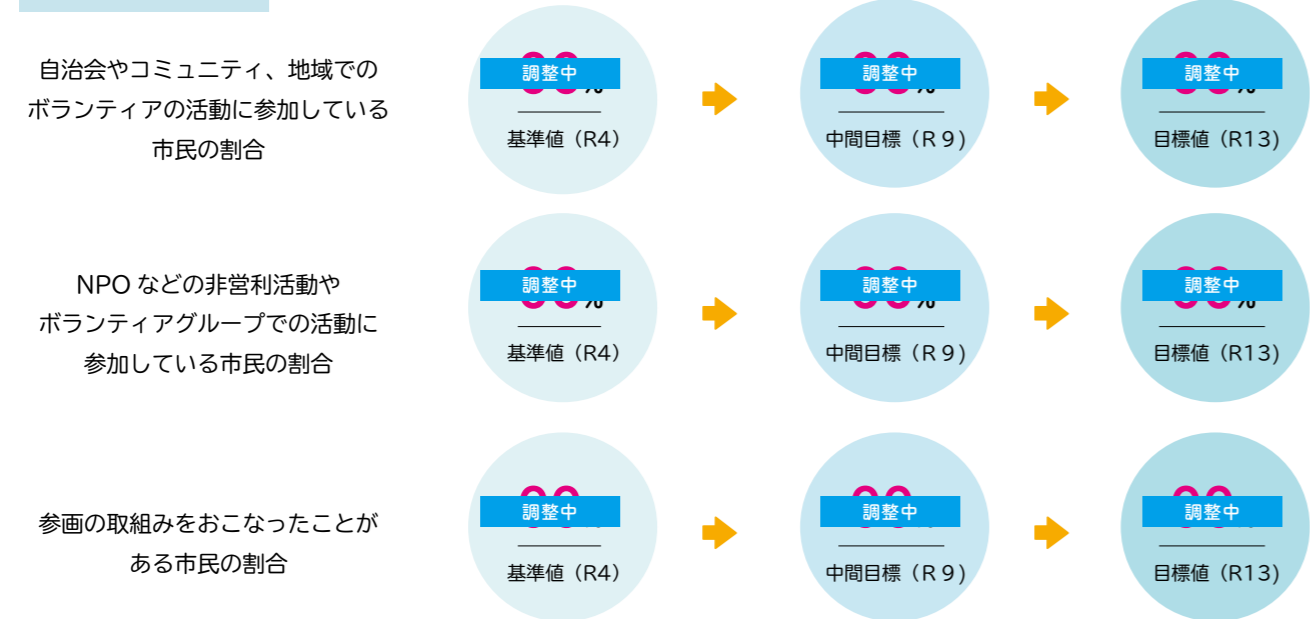 自治会やコミュニティ、地域での
ボランティアの活動に参加している
市民の割合
調整中
基準値（R4）
調整中
中間目標（R９）
調整中
目標値（R13）
NPO などの非営利活動や
ボランティアグループでの活動に
参加している市民の割合
調整中
基準値（R4）
調整中
中間目標（R９）
調整中
目標値（R13）
参画の取組みをおこなったことが
ある市民の割合
調整中
基準値（R4）
調整中
中間目標（R９）
調整中
目標値（R13）